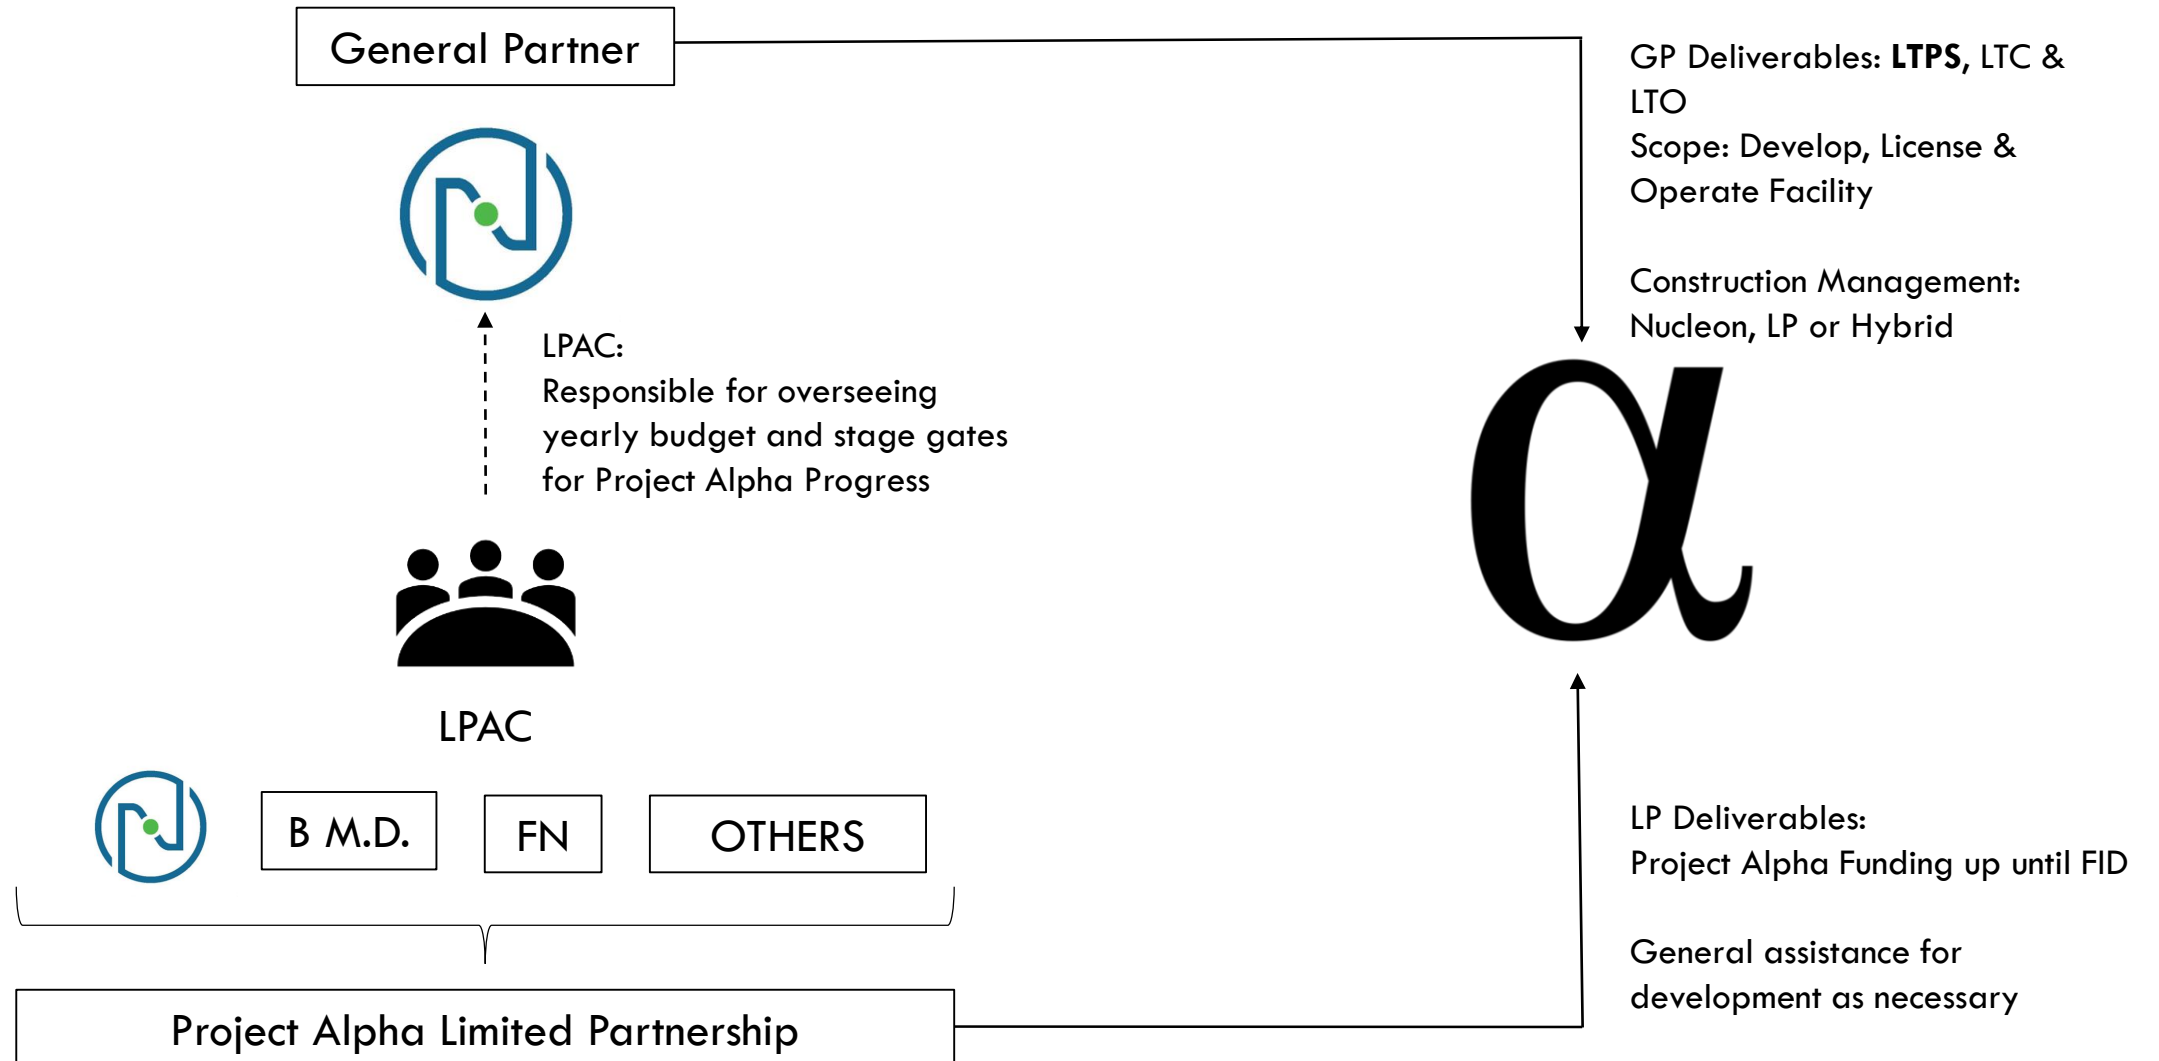 General Partner
GP Deliverables: LTPS, LTC &
LTO
Scope: Develop, License &
Operate Facility
Construction Management:
Nucleon, LP or Hybrid
LPAC:
Responsible for overseeing
yearly budget and stage gates
for Project Alpha Progress
α
LPAC
B M.D.
FN
OTHERS
Project Alpha Limited Partnership
LP Deliverables:
Project Alpha Funding up until FID
General assistance for
development as necessary